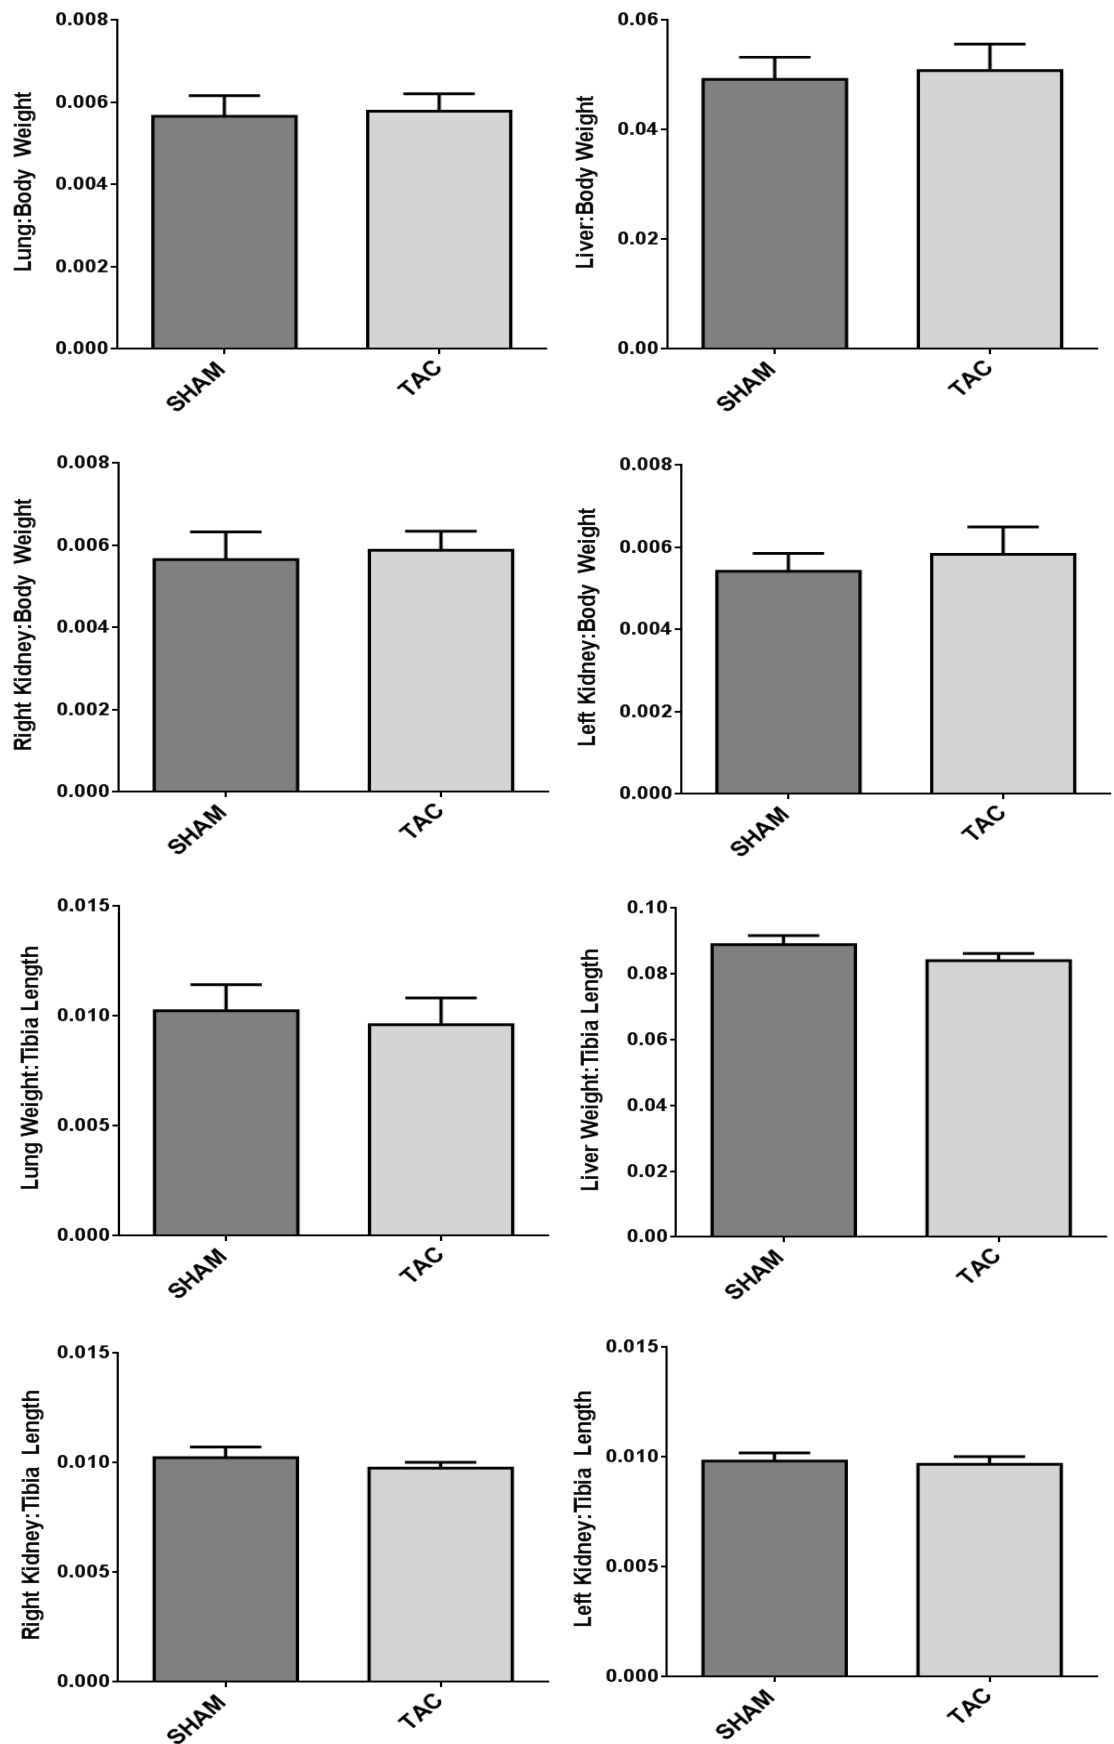 Lung:Body Weight
0.008
0.006
0.004
0.002
0.000
SHAM
TAC
Liver:Body Weight
0.06
0.04
0.02
0.00
SHAM
TAC
Right Kidney:Body Weight
0.008
0.006
0.004
0.002
0.000
SHAM
TAC
Left Kidney:Body Weight
0.008
0.006
0.004
0.002
0.000
SHAM
TAC
Lung Weight:Tibia Length
0.015
0.010
0.005
0.000
SHAM
TAC
Liver Weight:Tibia Length
0.10
0.08
0.06
0.04
0.02
0.00
SHAM
TAC
Right Kidney:Tibia Length
0.015
0.010
0.005
0.000
SHAM
TAC
Left Kidney:Tibia Length
0.015
0.010
0.005
0.000
SHAM
TAC